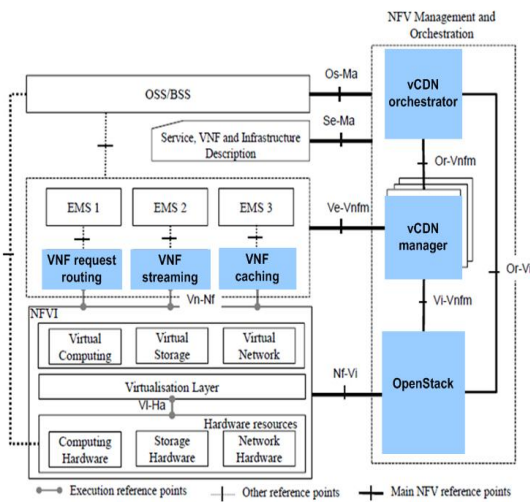 NFV Management and
Orchestration
Os-Ma
OSS/BSS
vCDN
orchestrator
Se-Ma
Service, VNF and Infrastructure
Description
Or-Vnfm
EMS 1
EMS 2
EMS 3
Ve-Vnfm
vCDN
manager
VNF request
routing
VNF
streaming
VNF
caching
Or-Vi
Vn-Nf
Vi-Vnfm
NFVI
Virtual
Computing
Virtual
Storage
Virtual
Network
Nf-Vi
OpenStack
Virtualisation Layer
Vl-Ha
Hardware resources
Computing
Hardware
Storage
Hardware
Network
Hardware
Execution reference points
Other reference points
Main NFV reference points